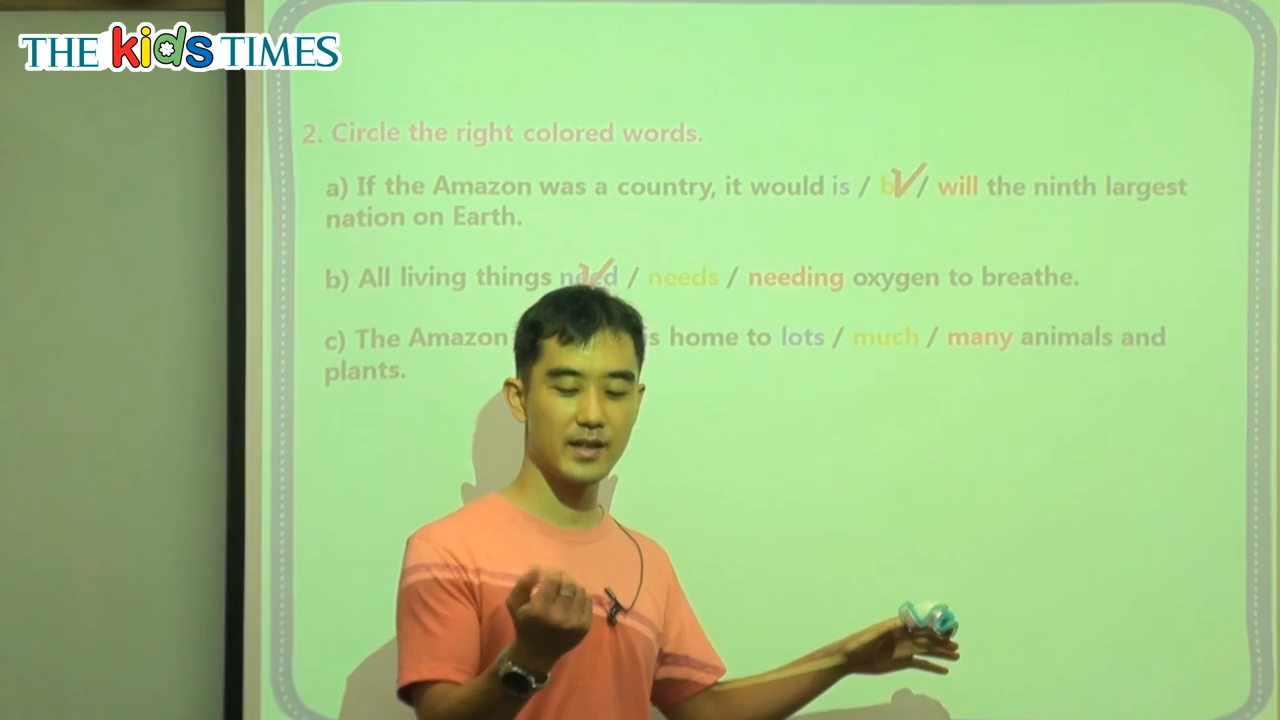 THE kids TIMES
2. Circle the right colored words.
a) If the Amazon was a country, it would is / / will the ninth largest
nation on Earth.
b) All living things need / needs / needing oxygen to breathe.
c) The Amazon is home to lots / much / many animals and
plants.